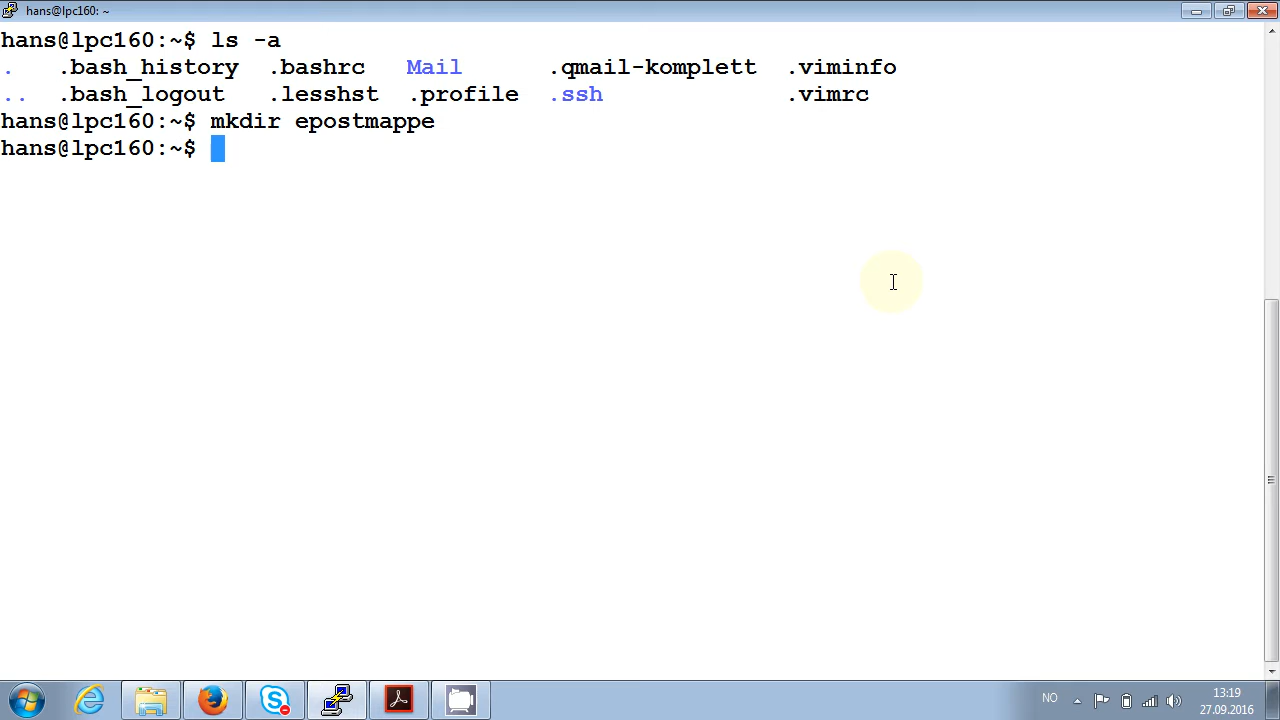 hans@lpc160: ~
hans@lpc160:~$ ls -a
.   .bash_history  .bashrc   Mail      .qmail-komplett  .viminfo
..  .bash_logout   .lesshst  .profile  .ssh             .vimrc
hans@lpc160:~$ mkdir epostmappe
hans@lpc160:~$
NO
13:19
27.09.2016